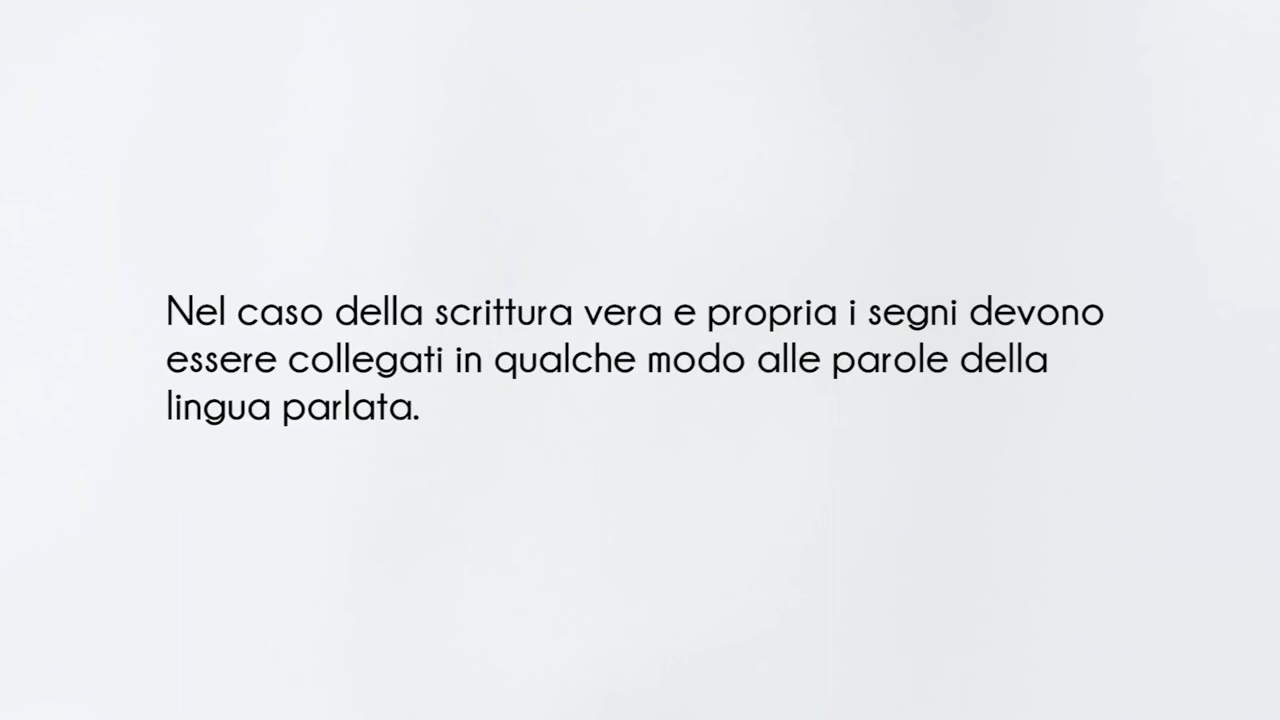 Nel caso della scrittura vera e propria i segni devono
essere collegati in qualche modo alle parole della
lingua parlata.